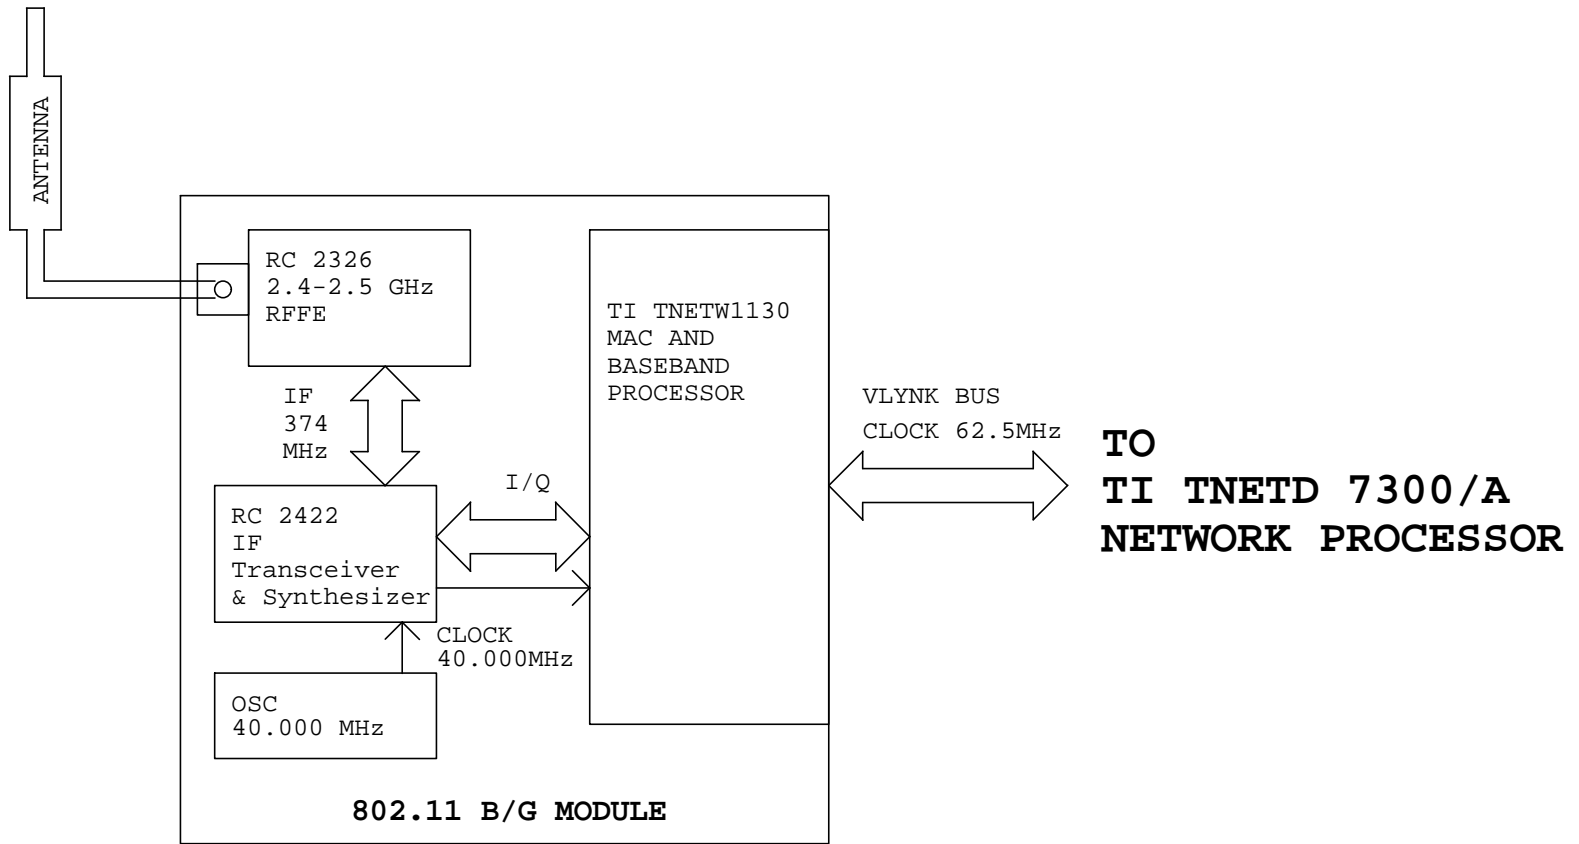 ANTENNA
RC 2326
2.4-2.5 GHz
RFFE
TI TNETW1130
MAC AND
BASEBAND
PROCESSOR
IF
374
MHz
VLYNK BUS
CLOCK 62.5MHz
TO
TI TNETD 7300/A
NETWORK PROCESSOR
I/Q
RC 2422
IF
Transceiver
& Synthesizer
CLOCK
40.000MHz
OSC
40.000 MHz
802.11 B/G MODULE